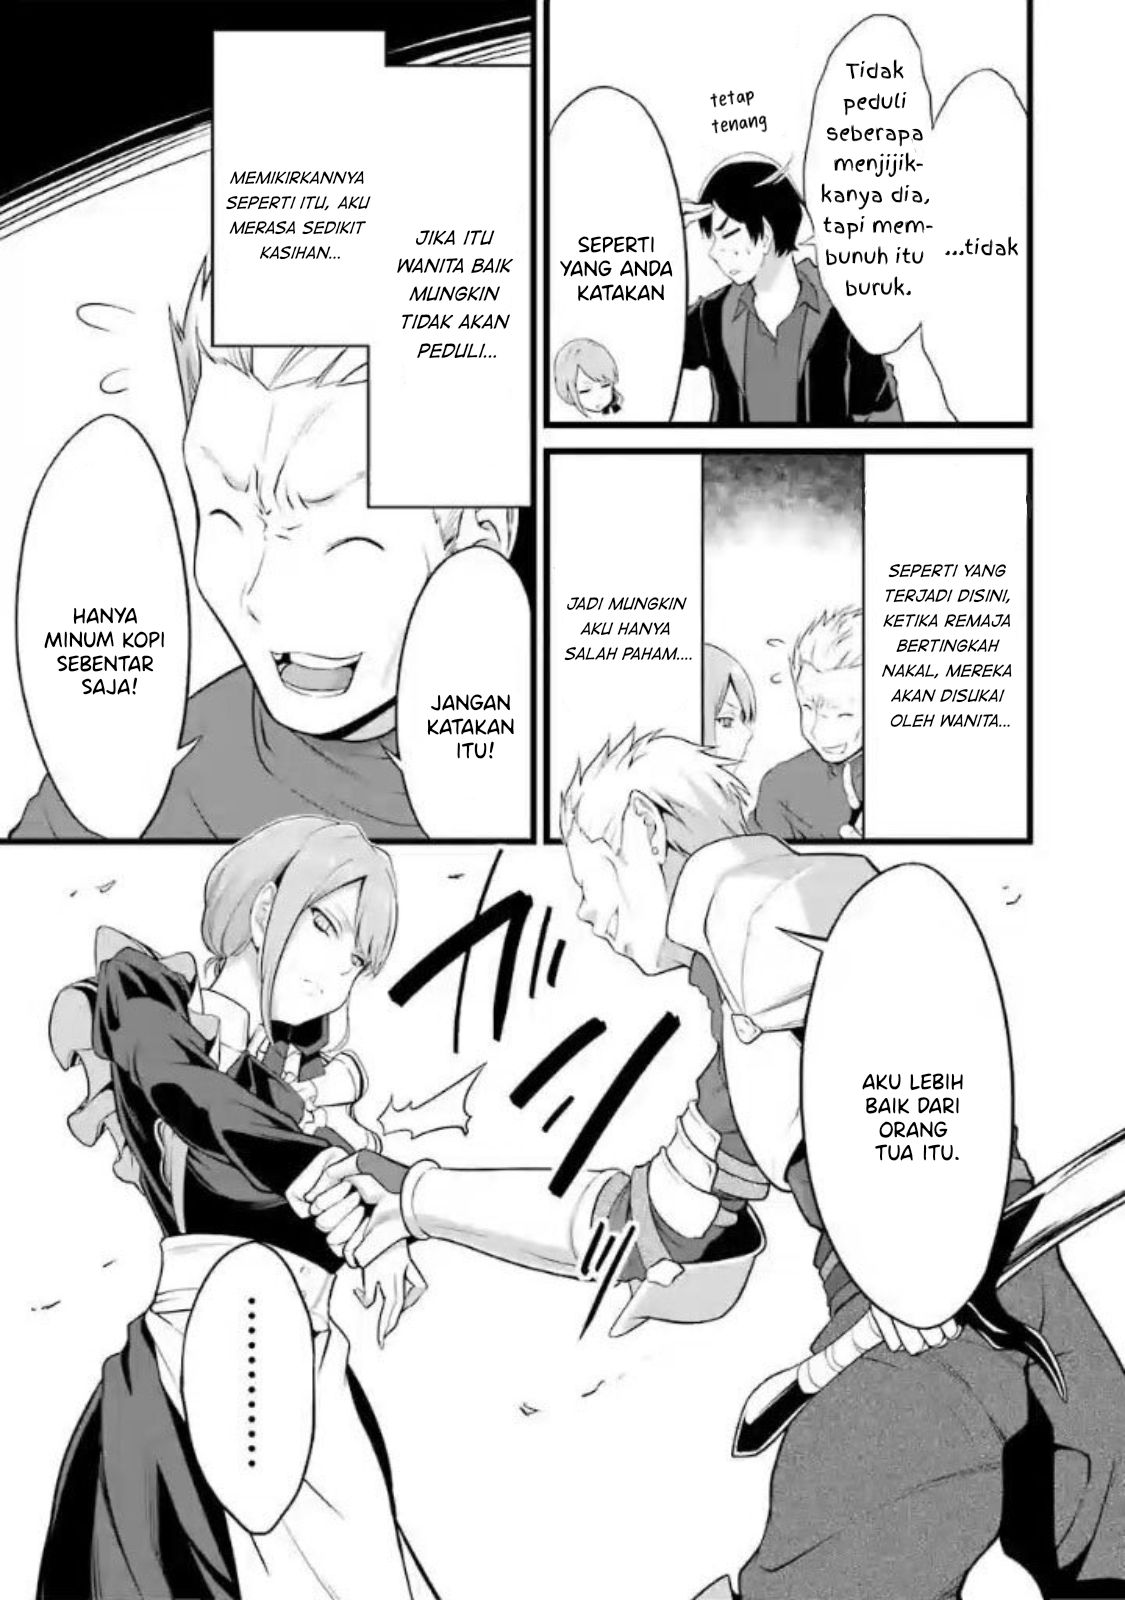 ...tidak
Tidak
peduli
seberapa
menjijik-
kanya dia,
tapi mem-
bunuh itu
buruk.
tetap
tenang
SEPERTI
YANG ANDA
KATAKAN
JIKA ITU
WANITA BAIK
MUNGKIN
TIDAK AKAN
PEDULI...
MEMIKIRKANNYA
SEPERTI ITU, AKU
MERASA SEDIKIT
KASIHAN...
JANGAN
KATAKAN
ITU!
HANYA
MINUM KOPI
SEBENTAR
SAJA!
SEPERTI YANG
TERJADI DISINI,
KETIKA REMAJA
BERTINGKAH
NAKAL, MEREKA
AKAN DISUKAI
OLEH WANITA...
JADI MUNGKIN
AKU HANYA
SALAH PAHAM....
AKU LEBIH
BAIK DARI
ORANG
TUA ITU.
グイッ
..........